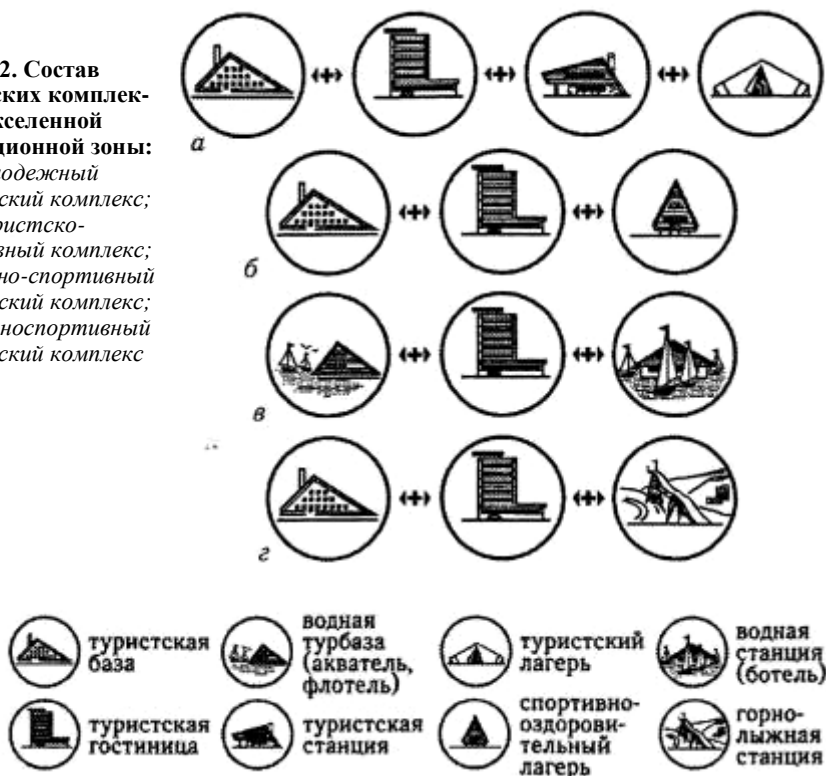 2. Состав
ских комплек-
кселенной
ционной зоны:
одежный
ский комплекс;
ристско-
вный комплекс;
но-спортивный
ский комплекс;
носпортивный
ский комплекс
а
б
в
г
туристская
база
водная
турбаза
(акватель,
флотель)
туристский
лагерь
водная
станция
(ботель)
туристская
гостиница
туристская
станция
спортивно-
оздорови-
тельный
лагерь
горно-
лыжная
станция